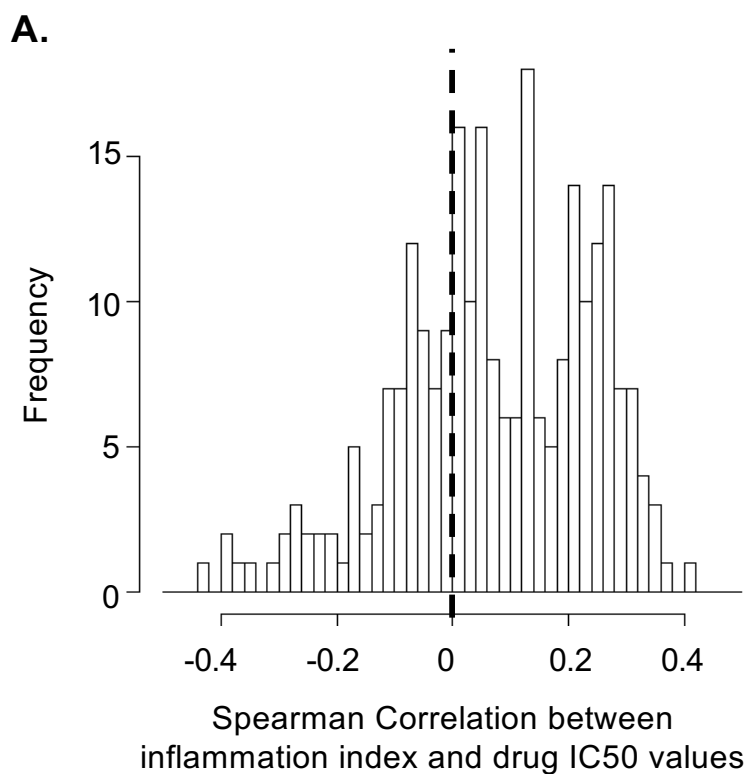 A.
15
10
5
0
Frequency
-0.4 -0.2 0 0.2 0.4
Spearman Correlation between
inflammation index and drug IC50 values